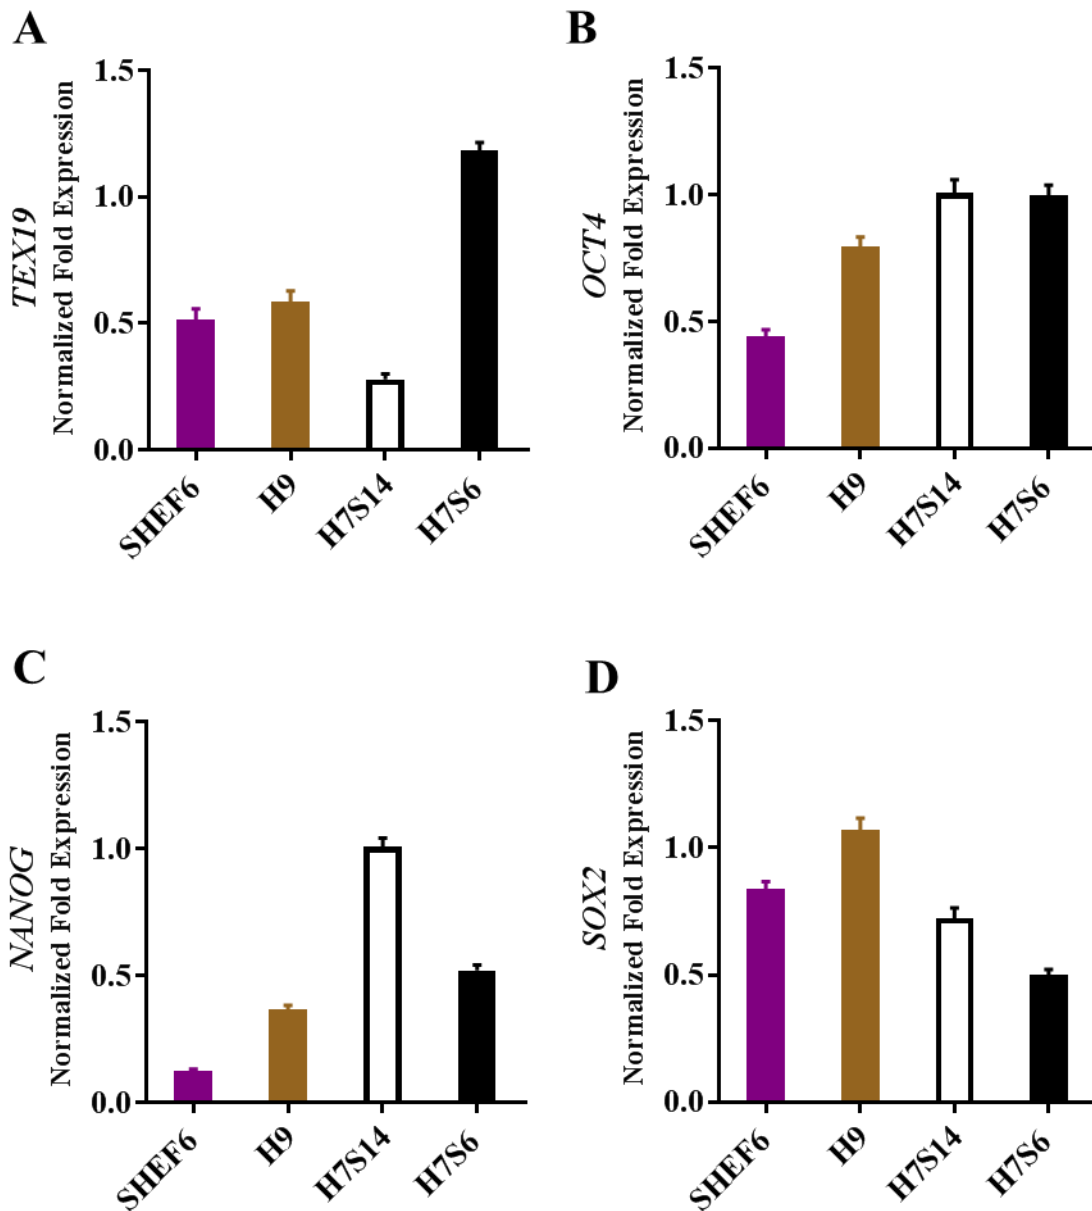 A
TEX19
Normalized Fold Expression
1.5
1.0
0.5
0.0
SHEF6
H9
H7S14
H7S6
B
OCT4
Normalized Fold Expression
1.5
1.0
0.5
0.0
SHEF6
H9
H7S14
H7S6
C
NANOG
Normalized Fold Expression
1.5
1.0
0.5
0.0
SHEF6
H9
H7S14
H7S6
D
SOX2
Normalized Fold Expression
1.5
1.0
0.5
0.0
SHEF6
H9
H7S14
H7S6